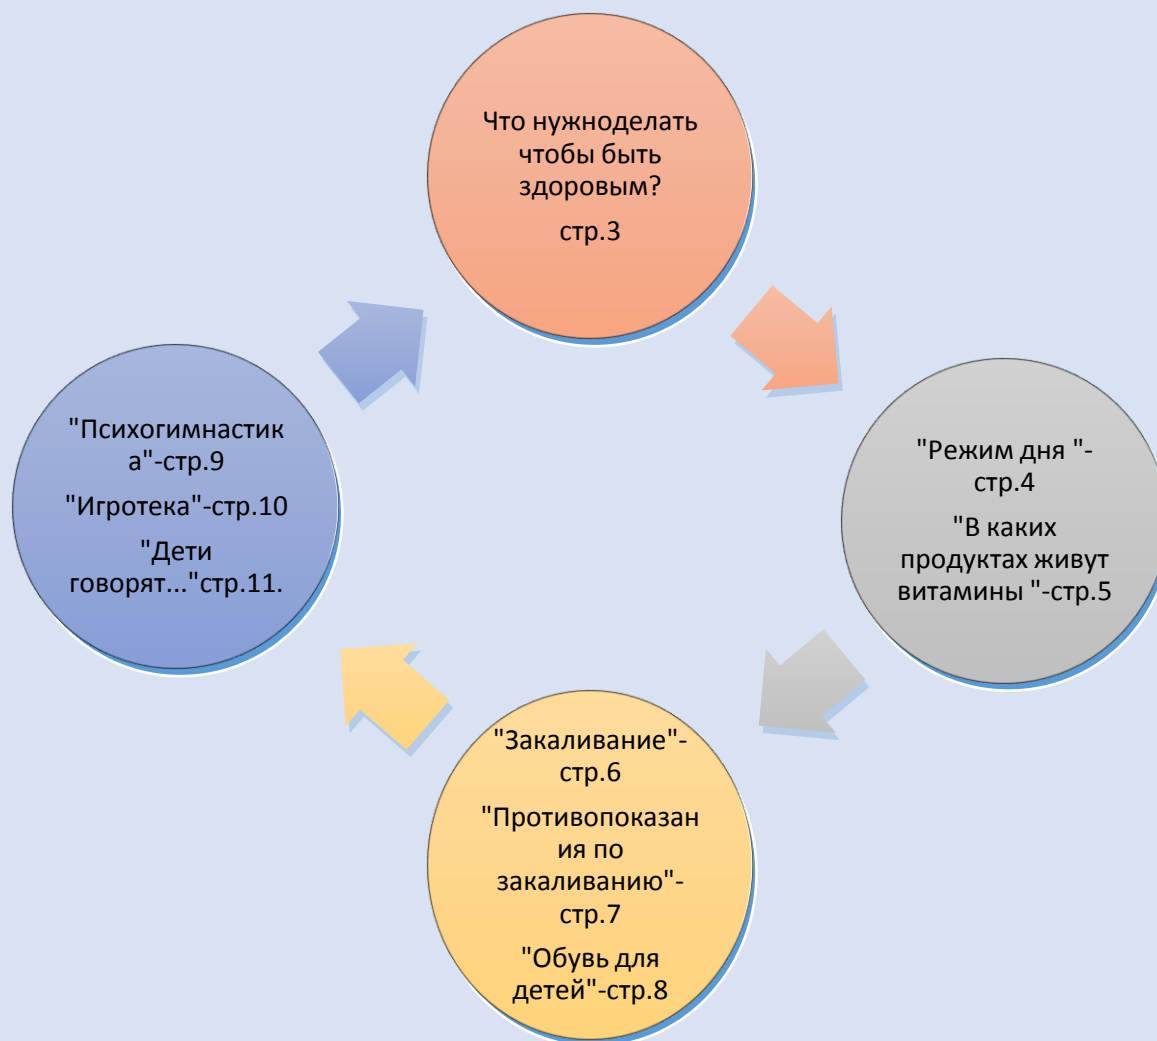 Что нужноделать
чтобы быть
здоровым?
стр.3
"Режим дня "-
стр.4
"В каких
продуктах живут
витамины "-стр.5
"Закаливание"-
стр.6
"Противопоказан
ия по
закаливанию"-
стр.7
"Обувь для
детей"-стр.8
"Психогимнастик
а"-стр.9
"Игротека"-стр.10
"Дети
говорят..."стр.11.